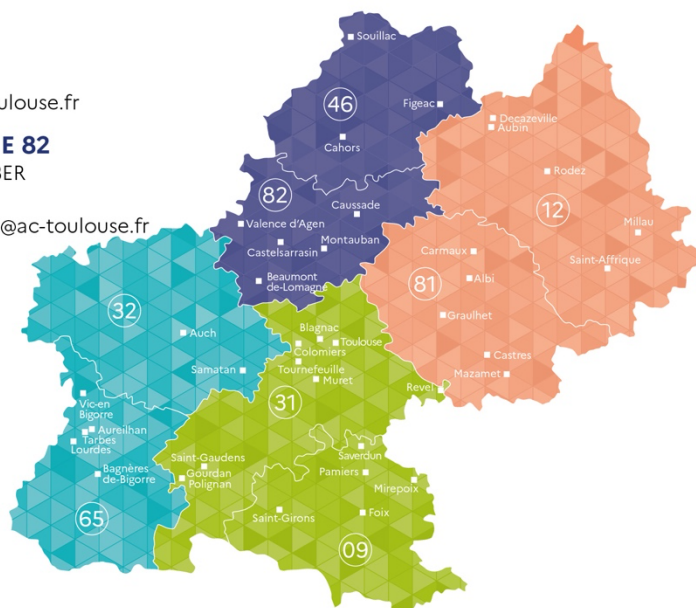 ulouse.fr
E 82
BER
@ac-toulouse.fr
Souillac
46
Figeac
Cahors
Decazeville
Aubin
Rodez
12
Millau
Saint-Affrique
82
Caussade
Valence d'Agen
Montauban
Castelsarrasin
Beaumont
de-Lomagne
Carmaux
81
Albi
Graulhet
Castres
Mazamet
32
Auch
Samatan
Blagnac
Toulouse
Colomiers
Tournefeuille
Muret
31
Revel
Vic-en
Bigorre
Aureilhan
Tarbes
Lourdes
Bagnères
de-Bigorre
65
Saint-Gaudens
Gourdan
Polignan
Saverdun
Pamiers
Mirepoix
Saint-Girons
Foix
09